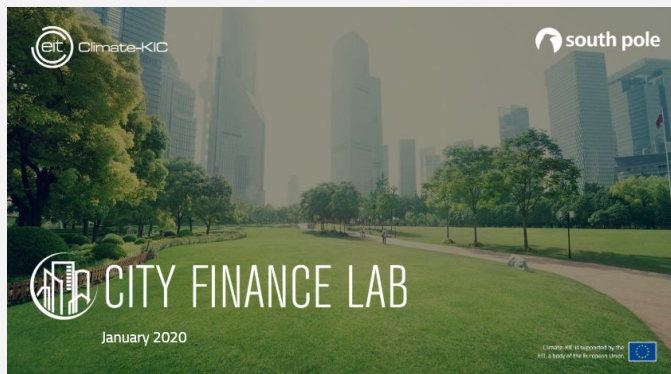 eit Climate-KIC
south pole
CITY FINANCE LAB
January 2020
Climate-KIC is supported by the
EIT, a body of the European Union